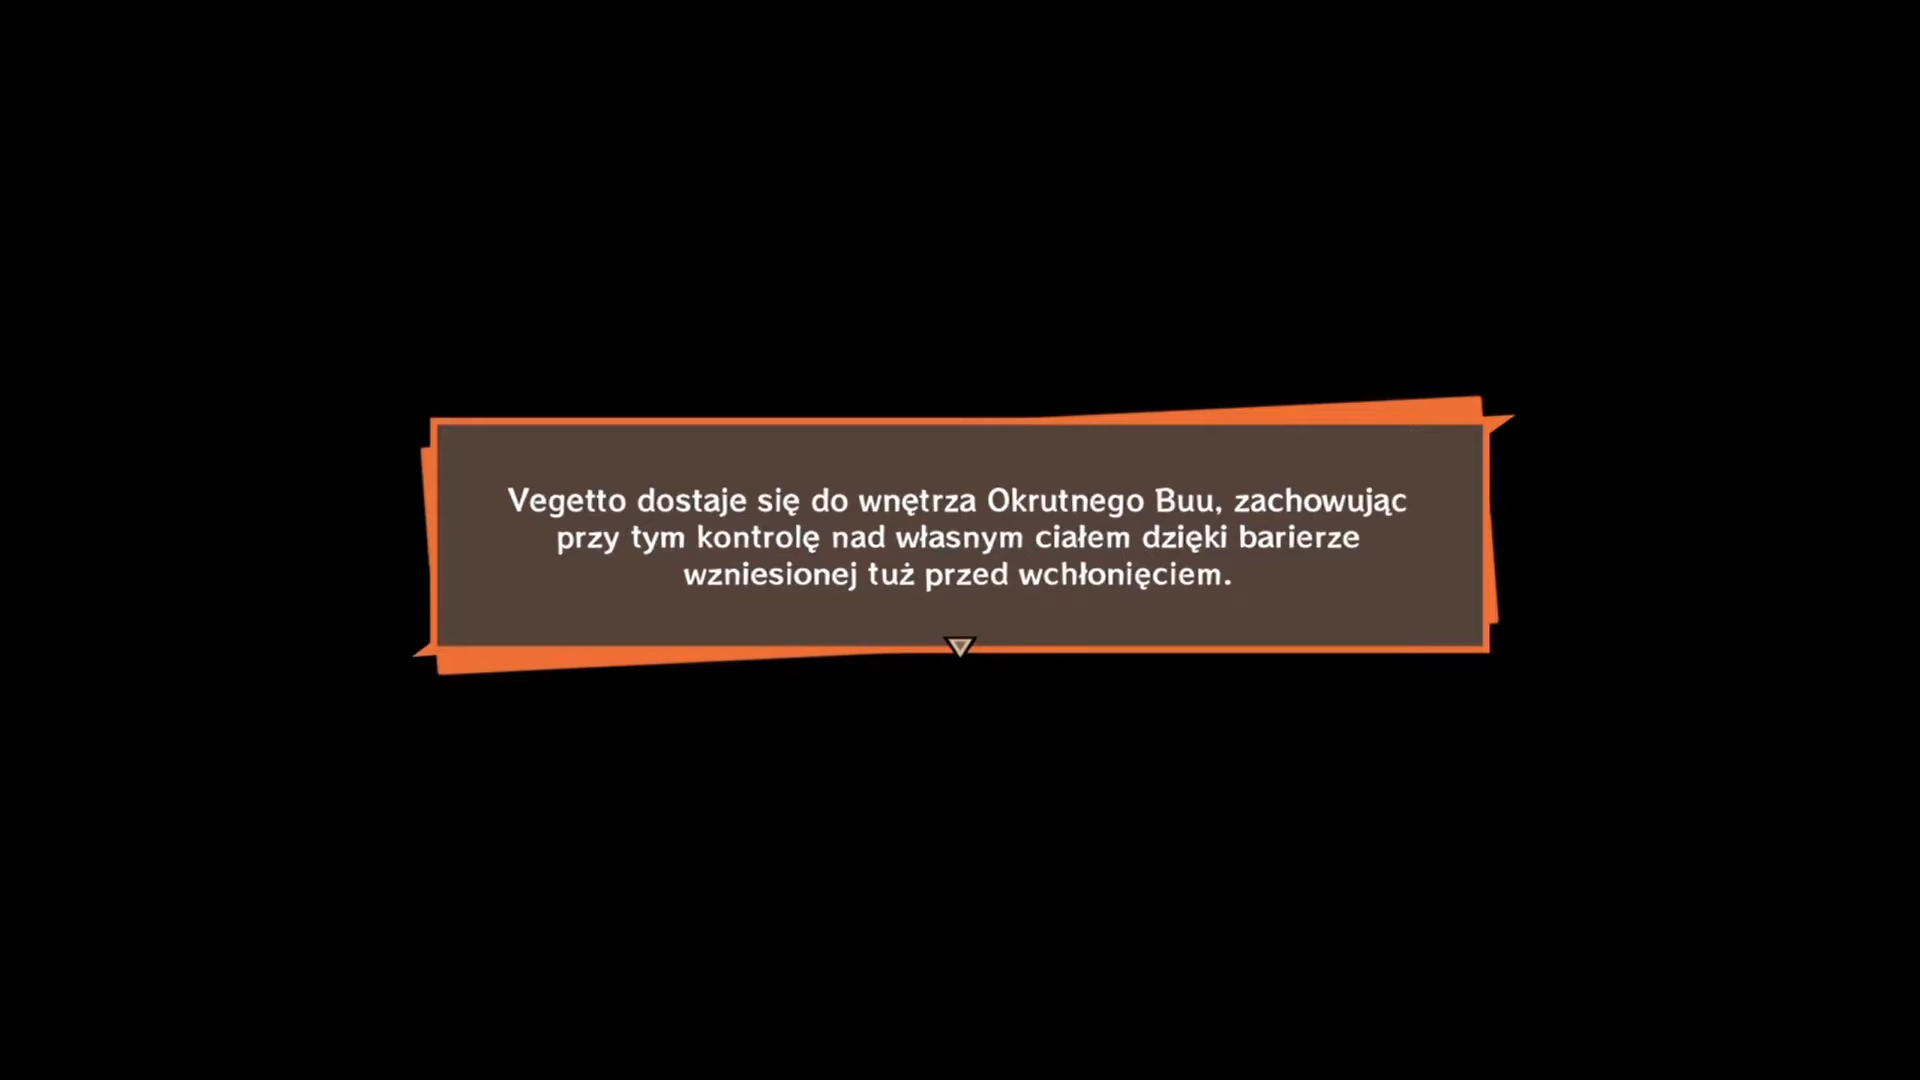 Vegetto dostaje się do wnętrza Okrutnego Buu, zachowując
przy tym kontrolę nad własnym ciałem dzięki barierze
wzniesionej tuż przed wchłonięciem.